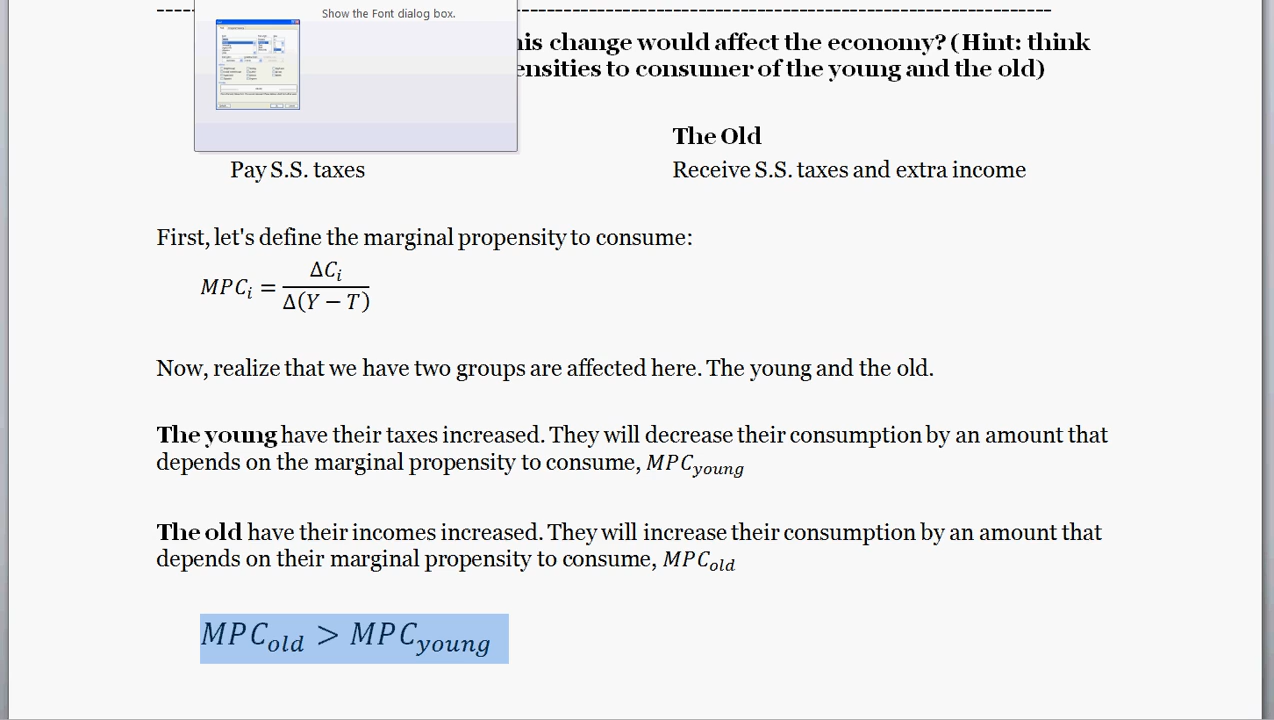 Show the Font dialog box.
his change would affect the economy? (Hint: think
ensities to consumer of the young and the old)
The Old
Pay S.S. taxes Receive S.S. taxes and extra income
First, let's define the marginal propensity to consume:
MPC_i = ΔC_i / Δ(Y − T)
Now, realize that we have two groups are affected here. The young and the old.
The young have their taxes increased. They will decrease their consumption by an amount that
depends on the marginal propensity to consume, MPC_young
The old have their incomes increased. They will increase their consumption by an amount that
depends on their marginal propensity to consume, MPC_old
MPC_old > MPC_young